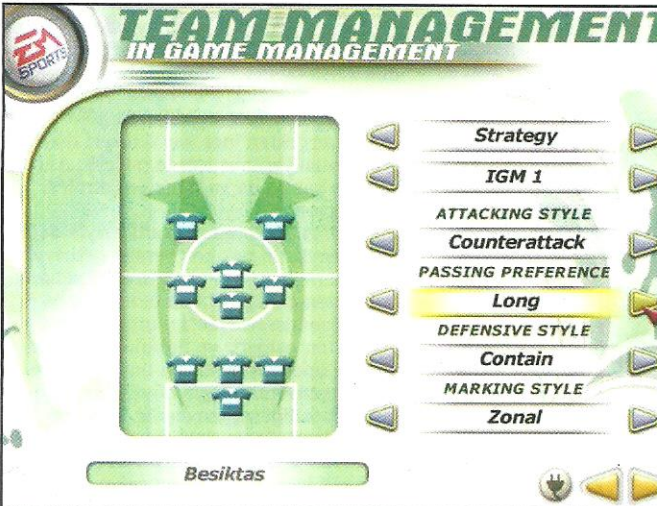 EA
SPORTS
TEAM MANAGEMENT
IN GAME MANAGEMENT
Strategy
IGM 1
ATTACKING STYLE
Counterattack
PASSING PREFERENCE
Long
DEFENSIVE STYLE
Contain
MARKING STYLE
Zonal
Besiktas